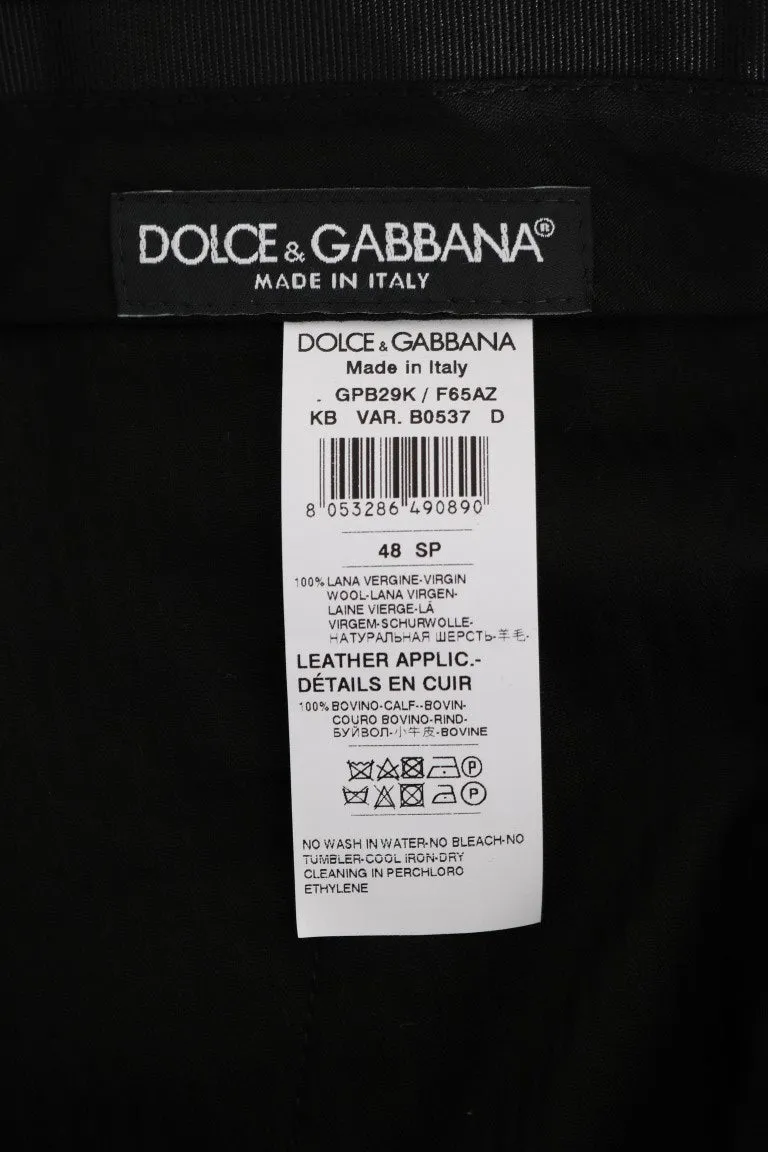 DOLCE & GABBANA®
MADE IN ITALY
DOLCE & GABBANA
Made in Italy
. GPB29K / F65AZ
KB VAR. B0537 D
8 053286 490890
48 SP
100% LANA VERGINE-VIRGIN
WOOL-LANA VIRGEN-
LAINE VIERGE-LÃ
VIRGEM-SCHURWOLLE-
НАТУРАЛЬНАЯ ШЕРСТЬ-羊毛-
LEATHER APPLIC.-
DÉTAILS EN CUIR
100% BOVINO-CALF--BOVIN-
COURO BOVINO-RIND-
БУЙВОЛ-小牛皮-BOVINE
P
P
NO WASH IN WATER-NO BLEACH-NO
TUMBLER-COOL IRON-DRY
CLEANING IN PERCHLORO
ETHYLENE